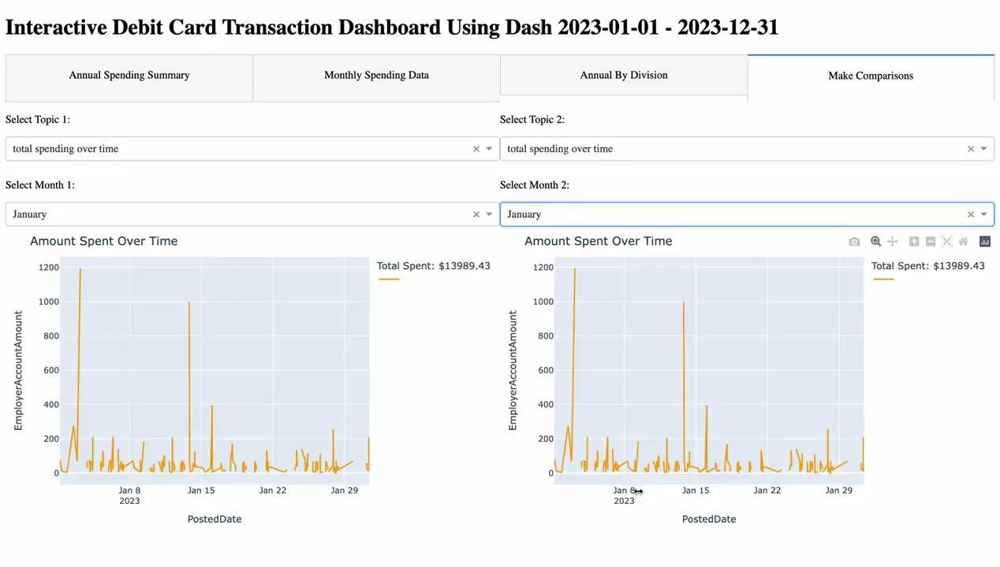 Interactive Debit Card Transaction Dashboard Using Dash 2023-01-01 - 2023-12-31
Annual Spending Summary
Monthly Spending Data
Annual By Division
Make Comparisons
Select Topic 1:
Select Topic 2:
total spending over time
total spending over time
Select Month 1:
Select Month 2:
January
January
Amount Spent Over Time
Total Spent: $13989.43
EmployerAccountAmount
1200
1000
800
600
400
200
0
Jan 8
2023
Jan 15
Jan 22
Jan 29
PostedDate
Amount Spent Over Time
Total Spent: $13989.43
EmployerAccountAmount
1200
1000
800
600
400
200
0
Jan 8
2023
Jan 15
Jan 22
Jan 29
PostedDate